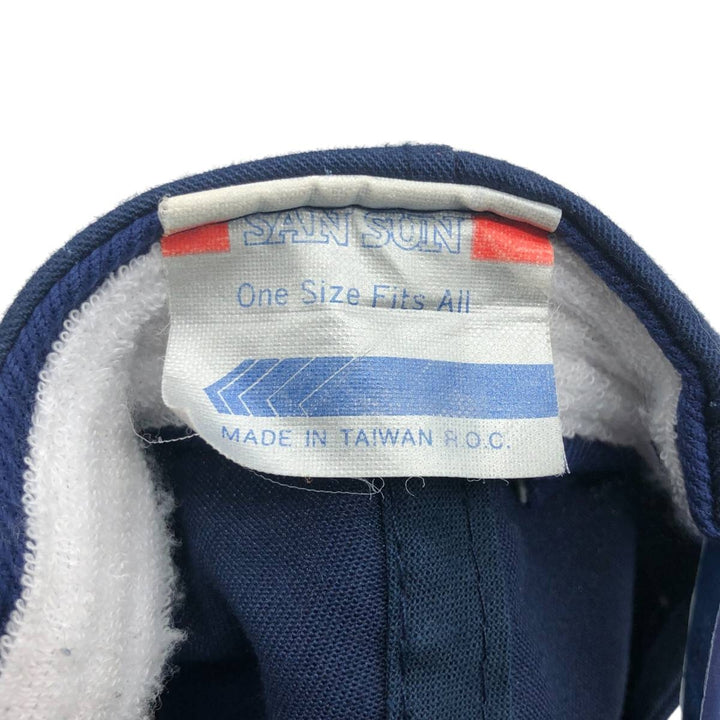 SAN SUN
One Size Fits All
MADE IN TAIWAN R.O.C.